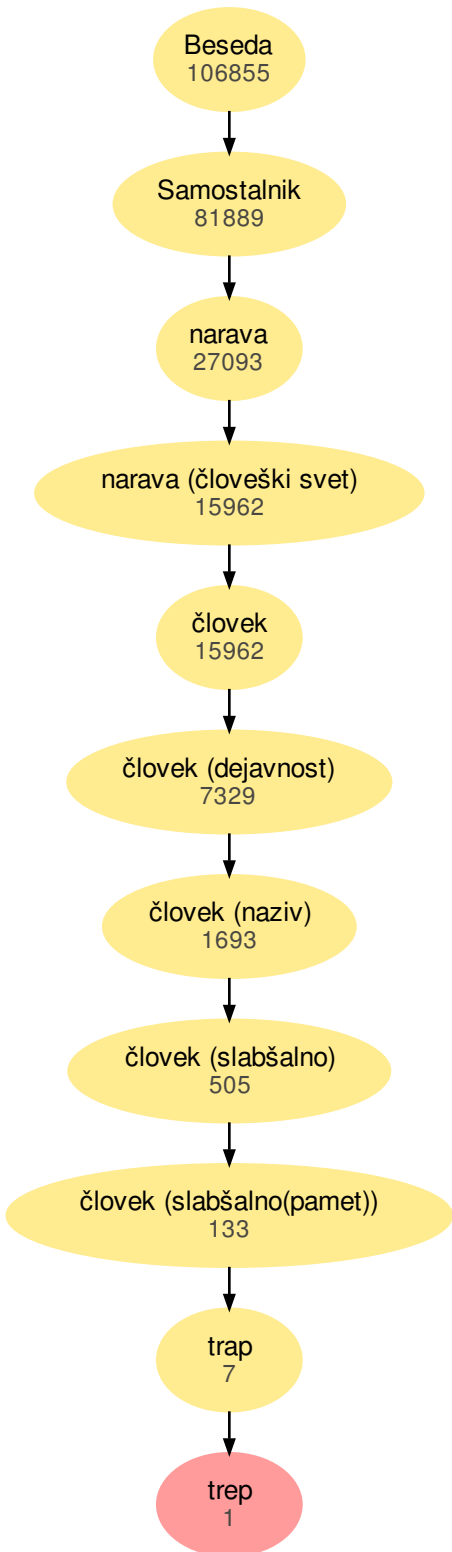 Beseda
106855
Samostalnik
81889
narava
27093
narava (človeški svet)
15962
človek
15962
človek (dejavnost)
7329
človek (naziv)
1693
človek (slabšalno)
505
človek (slabšalno(pamet))
133
trap
7
trep
1